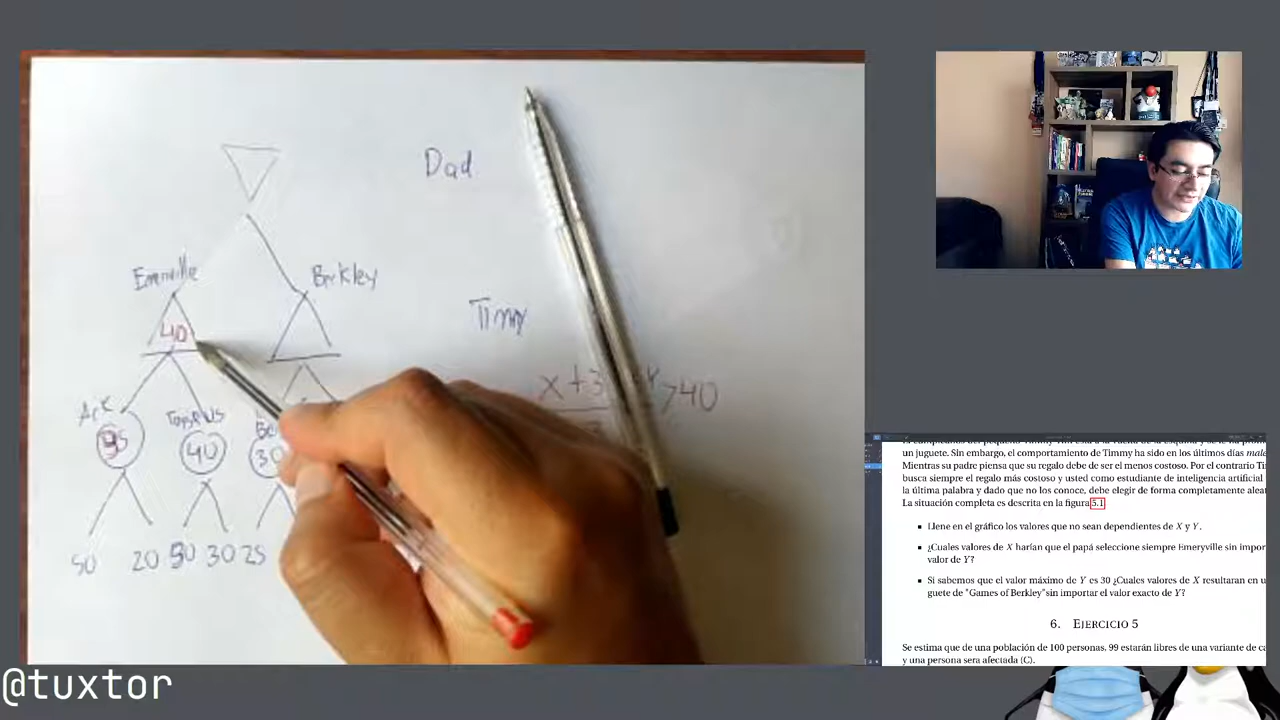 Dad
Emeryville
Berkley
40
Timmy
x+3
Y>40
Ark
40
30
50 20 50 30 25
un juguete. Sin embargo, el comportamiento de Timmy ha sido en los últimos días
Mientras su padre piensa que su regalo debe de ser el menos costoso. Por el contrario
busca siempre el regalo más costoso y usted como estudiante de inteligencia artificial
la última palabra y dado que no los conoce, debe elegir de forma completamente
La situación completa es descrita en la figura 5.1
▪ Llene en el gráfico los valores que no sean dependientes de X y Y.
▪ ¿Cuales valores de X harían que el papá seleccione siempre Emeryville sin
valor de Y?
▪ Si sabemos que el valor máximo de Y es 30 ¿Cuales valores de X resultaran en
guete de "Games of Berkley"sin importar el valor exacto de Y?
6. EJERCICIO 5
Se estima que de una población de 100 personas, 99 estarán libres de una variante de
y una persona sera afectada (C).
@tuxtor